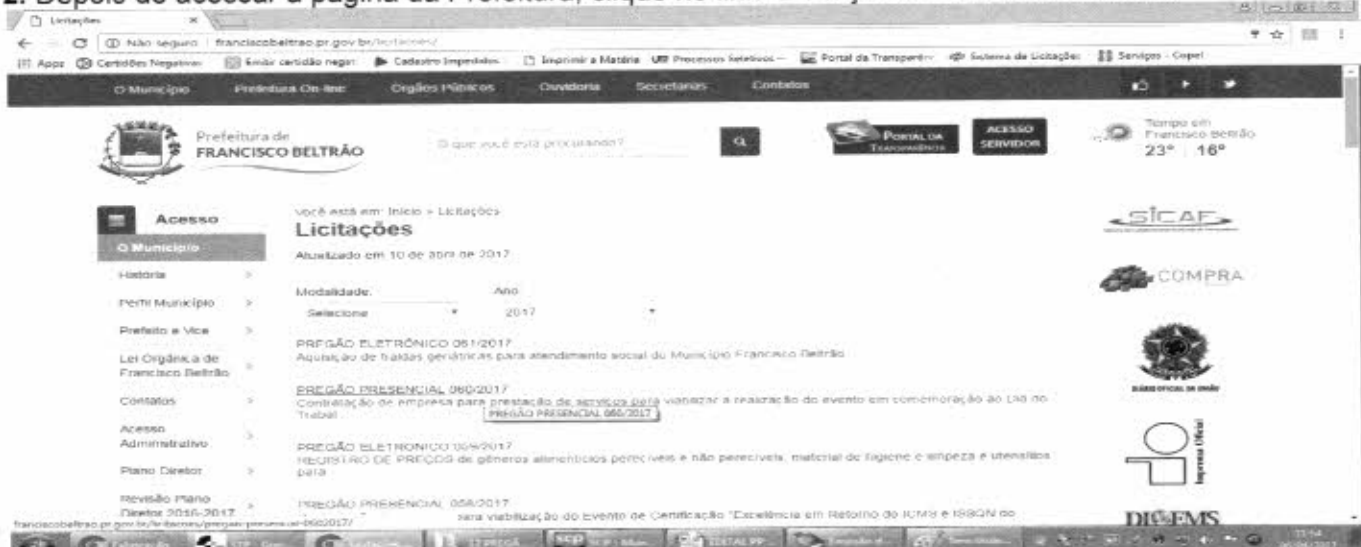 2. Depois de acessar a página da Prefeitura, clique
Licitações
Não seguro franciscobeltrao.pr.gov.br/licitacoes/
Apps Certidões Negativas Emitir certidão negat Cadastro Impedidos Imprimir a Matéria Processos Seletivos Portal da Transparên Sistema de Licitações Serviços - Copel
O Município Prefeitura On-line Órgãos Públicos Ouvidoria Secretarias Contatos
Prefeitura de
FRANCISCO BELTRÃO
O que você está procurando?
PORTAL DA
TRANSPARÊNCIA
ACESSO
SERVIDOR
Tempo em
Francisco Beltrão
23° 16°
Acesso
O Município
História
Perfil Município
Prefeito e Vice
Lei Orgânica de
Francisco Beltrão
Contatos
Acesso
Administrativo
Plano Diretor
Revisão Plano
Diretor 2016-2017
você está em: Início > Licitações
Licitações
Atualizado em 10 de abril de 2017
Modalidade: Ano
Selecione 2017
PREGÃO ELETRÔNICO 061/2017
Aquisição de fraldas geriátricas para atendimento social do Município Francisco Beltrão
PREGÃO PRESENCIAL 060/2017
Contratação de empresa para prestação de serviços para viabilizar a realização do evento em comemoração ao Dia do
Trabal
PREGÃO PRESENCIAL 060/2017
PREGÃO ELETRÔNICO 059/2017
REGISTRO DE PREÇOS de gêneros alimentícios perecíveis e não perecíveis, material de higiene e limpeza e utensílios
para
PREGÃO PRESENCIAL 058/2017
para viabilização do Evento de Certificação "Excelência em Retorno do ICMS e ISSQN do
SICAF
COMPRA
DIÁRIO OFICIAL DA UNIÃO
Imprensa Oficial
DIOEMS
franciscobeltrao.pr.gov.br/licitacoes/pregao-presencial-0602017/